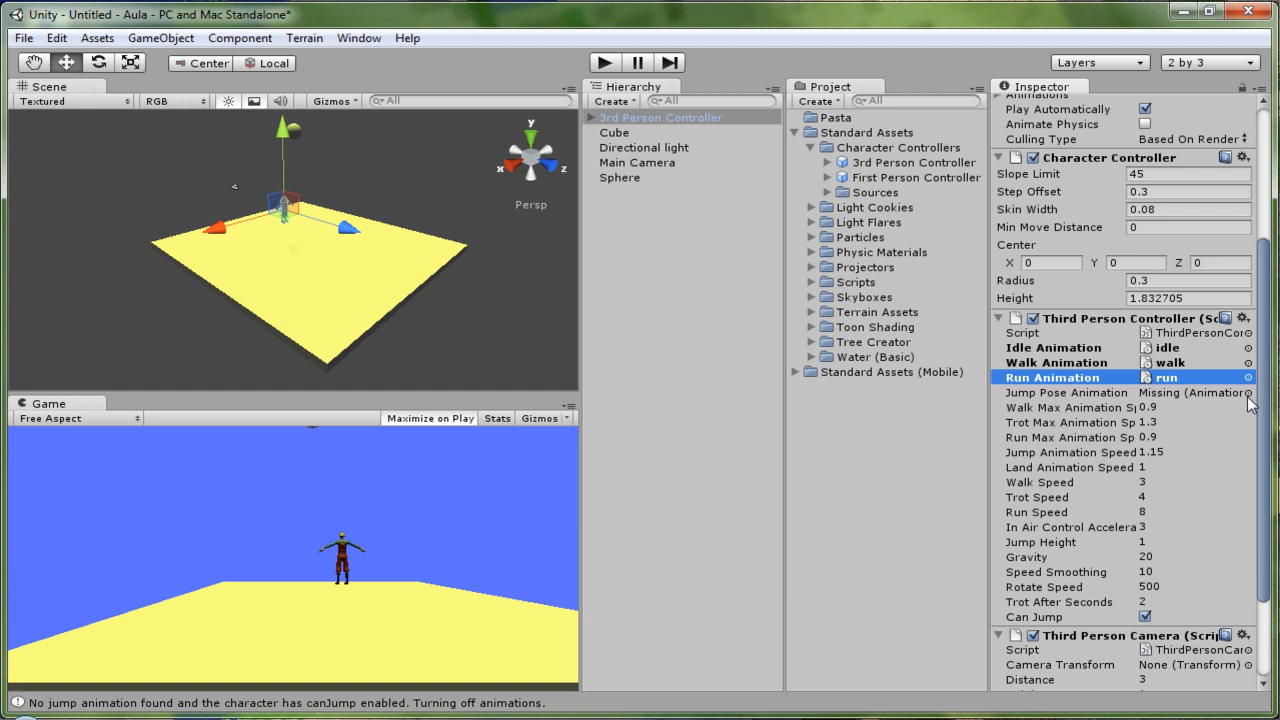 Unity - Untitled - Aula - PC and Mac Standalone*
File Edit Assets GameObject Component Terrain Window Help
Center Local
Layers
2 by 3
Scene
Textured RGB Gizmos All
y
x
z
Persp
Game
Free Aspect Maximize on Play Stats Gizmos
Hierarchy
Create All
3rd Person Controller
Cube
Directional light
Main Camera
Sphere
Project
Create All
Pasta
Standard Assets
Character Controllers
3rd Person Controller
First Person Controller
Sources
Light Cookies
Light Flares
Particles
Physic Materials
Projectors
Scripts
Skyboxes
Terrain Assets
Toon Shading
Tree Creator
Water (Basic)
Standard Assets (Mobile)
Inspector
Animations
Play Automatically
Animate Physics
Culling Type Based On Render
Character Controller
Slope Limit 45
Step Offset 0.3
Skin Width 0.08
Min Move Distance 0
Center
X 0 Y 0 Z 0
Radius 0.3
Height 1.832705
Third Person Controller (Sc
Script ThirdPersonCor
Idle Animation idle
Walk Animation walk
Run Animation run
Jump Pose Animation Missing (Animation
Walk Max Animation Sp 0.9
Trot Max Animation Sp 1.3
Run Max Animation Sp 0.9
Jump Animation Speed 1.15
Land Animation Speed 1
Walk Speed 3
Trot Speed 4
Run Speed 8
In Air Control Accelera 3
Jump Height 1
Gravity 20
Speed Smoothing 10
Rotate Speed 500
Trot After Seconds 2
Can Jump
Third Person Camera (Scrip
Script ThirdPersonCar
Camera Transform None (Transform)
Distance 3
No jump animation found and the character has canJump enabled. Turning off animations.